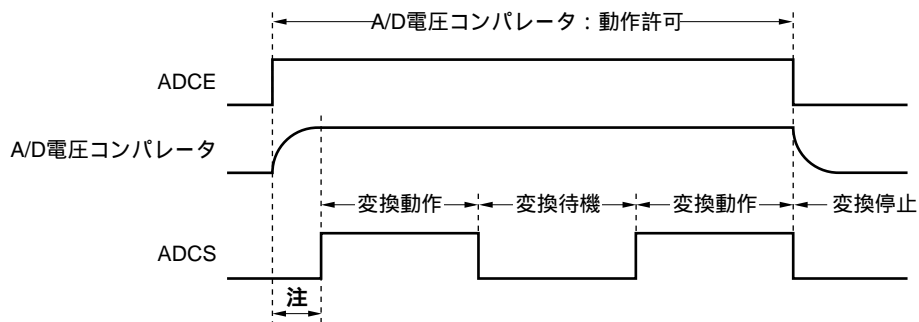 A/D電圧コンパレータ：動作許可
ADCE
A/D電圧コンパレータ
変換動作 変換待機 変換動作 変換停止
ADCS
注